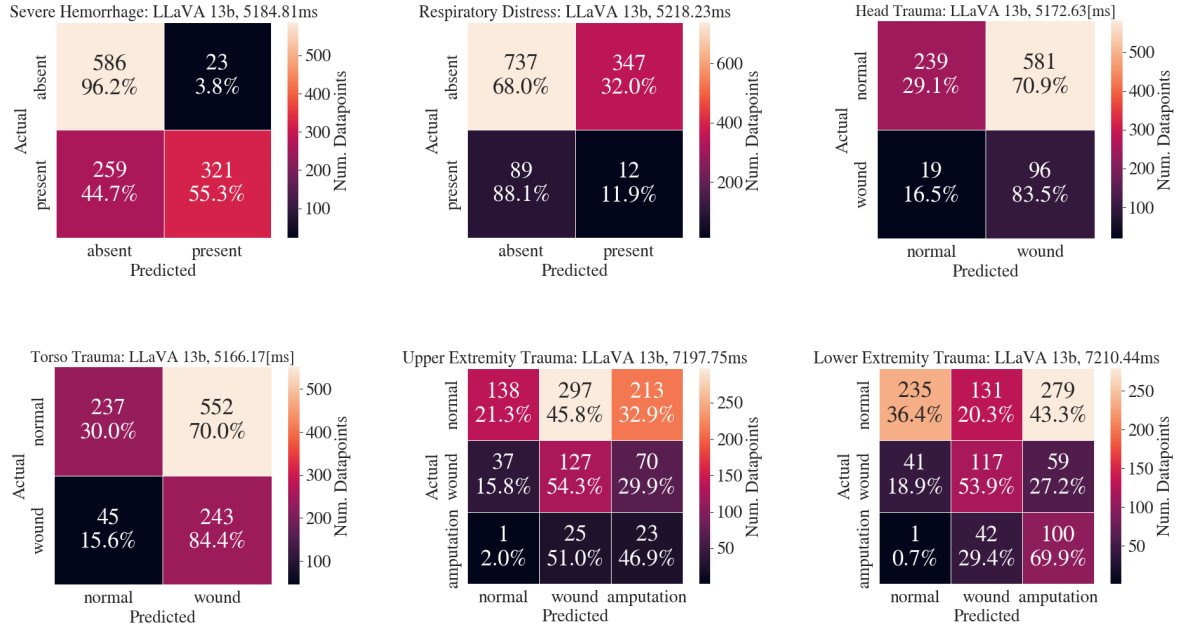 Severe Hemorrhage: LLaVA 13b, 5184.81ms
586
96.2%
23
3.8%
259
44.7%
321
55.3%
absent
present
Actual
absent
present
Predicted
500
400
300
200
100
Num. Datapoints
Respiratory Distress: LLaVA 13b, 5218.23ms
737
68.0%
347
32.0%
89
88.1%
12
11.9%
absent
present
Actual
absent
present
Predicted
600
400
200
Num. Datapoints
Head Trauma: LLaVA 13b, 5172.63[ms]
239
29.1%
581
70.9%
19
16.5%
96
83.5%
normal
wound
Actual
normal
wound
Predicted
500
400
300
200
100
Num. Datapoints
Torso Trauma: LLaVA 13b, 5166.17[ms]
237
30.0%
552
70.0%
45
15.6%
243
84.4%
normal
wound
Actual
normal
wound
Predicted
500
400
300
200
100
Num. Datapoints
Upper Extremity Trauma: LLaVA 13b, 7197.75ms
138
21.3%
297
45.8%
213
32.9%
37
15.8%
127
54.3%
70
29.9%
1
2.0%
25
51.0%
23
46.9%
normal
wound
amputation
Actual
normal
wound
amputation
Predicted
250
200
150
100
50
Num. Datapoints
Lower Extremity Trauma: LLaVA 13b, 7210.44ms
235
36.4%
131
20.3%
279
43.3%
41
18.9%
117
53.9%
59
27.2%
1
0.7%
42
29.4%
100
69.9%
normal
wound
amputation
Actual
normal
wound
amputation
Predicted
250
200
150
100
50
Num. Datapoints